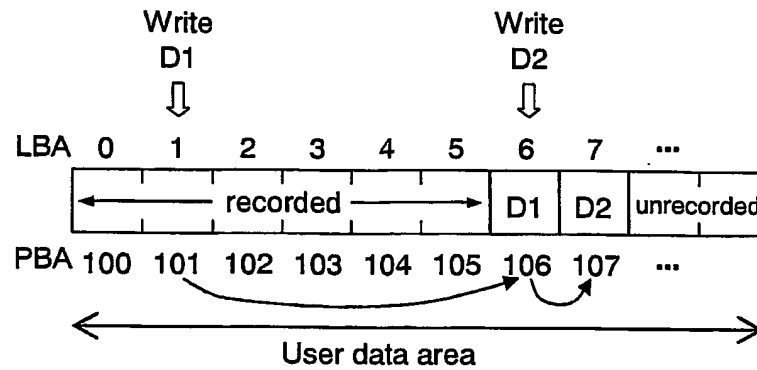 Write Write
D1 D2
LBA 0 1 2 3 4 5 6 7 ...
recorded D1 D2 unrecorded
PBA 100 101 102 103 104 105 106 107 ...
User data area